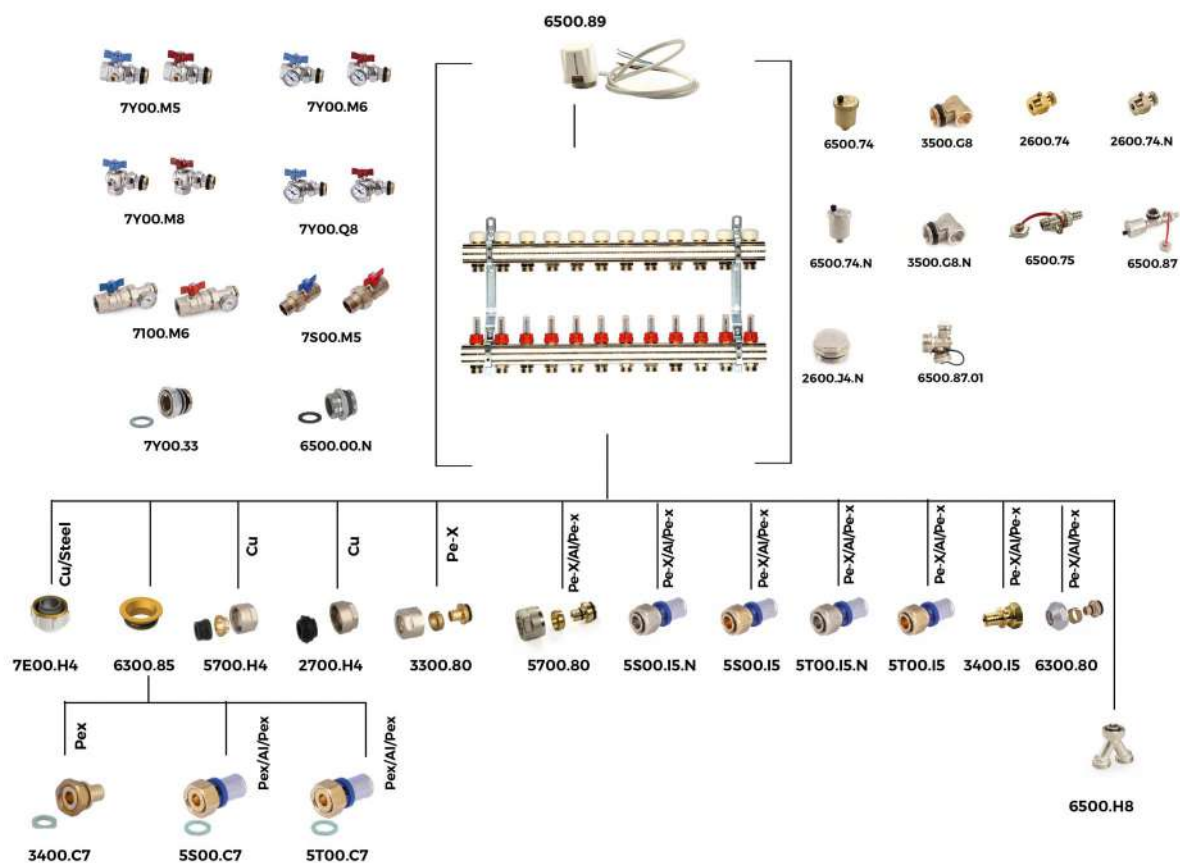 6500.89
7Y00.M5
7Y00.M6
6500.74
3500.G8
2600.74
2600.74.N
7Y00.M8
7Y00.Q8
6500.74.N
3500.G8.N
6500.75
6500.87
7100.M6
7S00.M5
2600.J4.N
6500.87.01
7Y00.33
6500.00.N
Cu/Steel
Cu
Cu
Pe-X
Pe-X/Al/Pe-x
Pe-X/Al/Pe-x
Pe-X/Al/Pe-x
Pe-X/Al/Pe-x
Pe-X/Al/Pe-x
Pe-X/Al/Pe-x
Pe-X/Al/Pe-x
7E00.H4
6300.85
5700.H4
2700.H4
3300.80
5700.80
5S00.I5.N
5S00.I5
5T00.I5.N
5T00.I5
3400.I5
6300.80
Pex
Pex/Al/Pex
Pex/Al/Pex
6500.H8
3400.C7
5S00.C7
5T00.C7